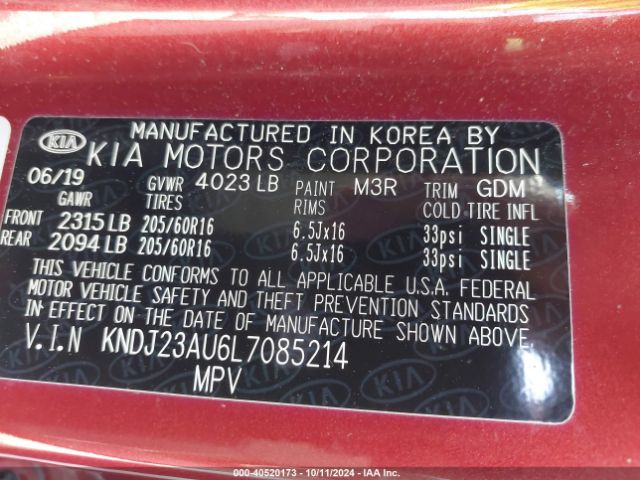 KIA MANUFACTURED IN KOREA BY
KIA MOTORS CORPORATION
06/19 GVWR 4023 LB PAINT M3R TRIM GDM
GAWR TIRES RIMS COLD TIRE INFL
FRONT 2315 LB 205/60R16 6.5Jx16 33psi SINGLE
REAR 2094 LB 205/60R16 6.5Jx16 33psi SINGLE
THIS VEHICLE CONFORMS TO ALL APPLICABLE U.S.A. FEDERAL
MOTOR VEHICLE SAFETY AND THEFT PREVENTION STANDARDS
IN EFFECT ON THE DATE OF MANUFACTURE SHOWN ABOVE.
V.I.N KNDJ23AU6L7085214
MPV
000-40520173 - 10/11/2024 - IAA Inc.